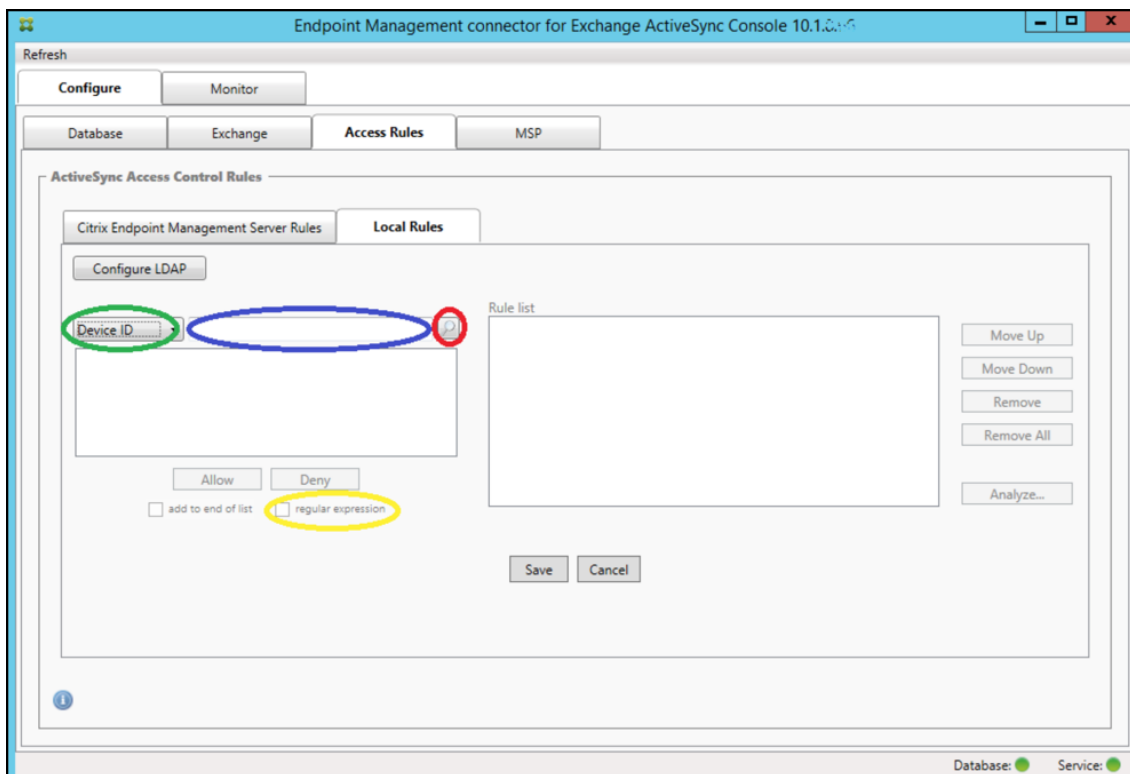 Endpoint Management connector for Exchange ActiveSync Console
Refresh
Configure Monitor
Database Exchange Access Rules MSP
ActiveSync Access Control Rules
Citrix Endpoint Management Server Rules Local Rules
Configure LDAP
Rule list
Device ID
Move Up
Move Down
Remove
Remove All
Allow Deny
Analyze...
add to end of list regular expression
Save Cancel
Database: Service: